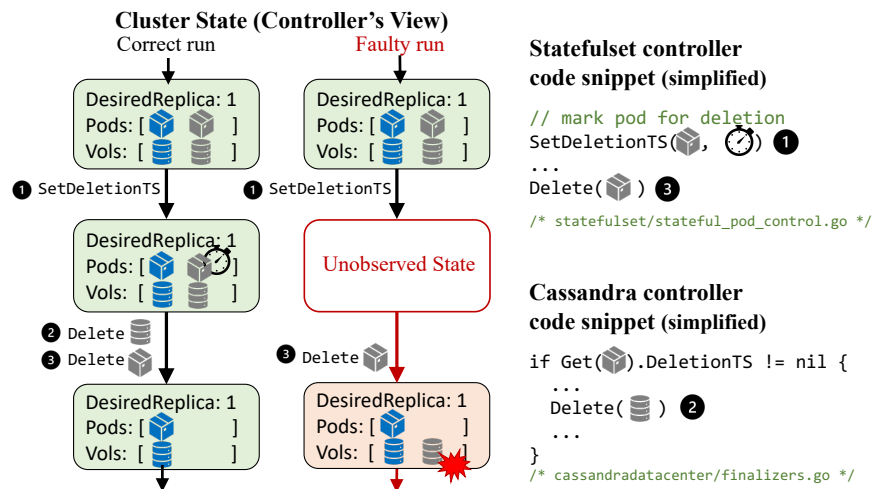 Cluster State (Controller's View)
Correct run
Faulty run
DesiredReplica: 1
Pods: [ ]
Vols: [ ]
DesiredReplica: 1
Pods: [ ]
Vols: [ ]
1 SetDeletionTS
1 SetDeletionTS
DesiredReplica: 1
Pods: [ ]
Vols: [ ]
Unobserved State
2 Delete
3 Delete
3 Delete
DesiredReplica: 1
Pods: [ ]
Vols: [ ]
DesiredReplica: 1
Pods: [ ]
Vols: [ ]
Statefulset controller
code snippet (simplified)
// mark pod for deletion
SetDeletionTS( , ) 1
...
Delete( ) 3
/* statefulset/stateful_pod_control.go */
Cassandra controller
code snippet (simplified)
if Get( ).DeletionTS != nil {
...
Delete( ) 2
...
}
/* cassandradatacenter/finalizers.go */